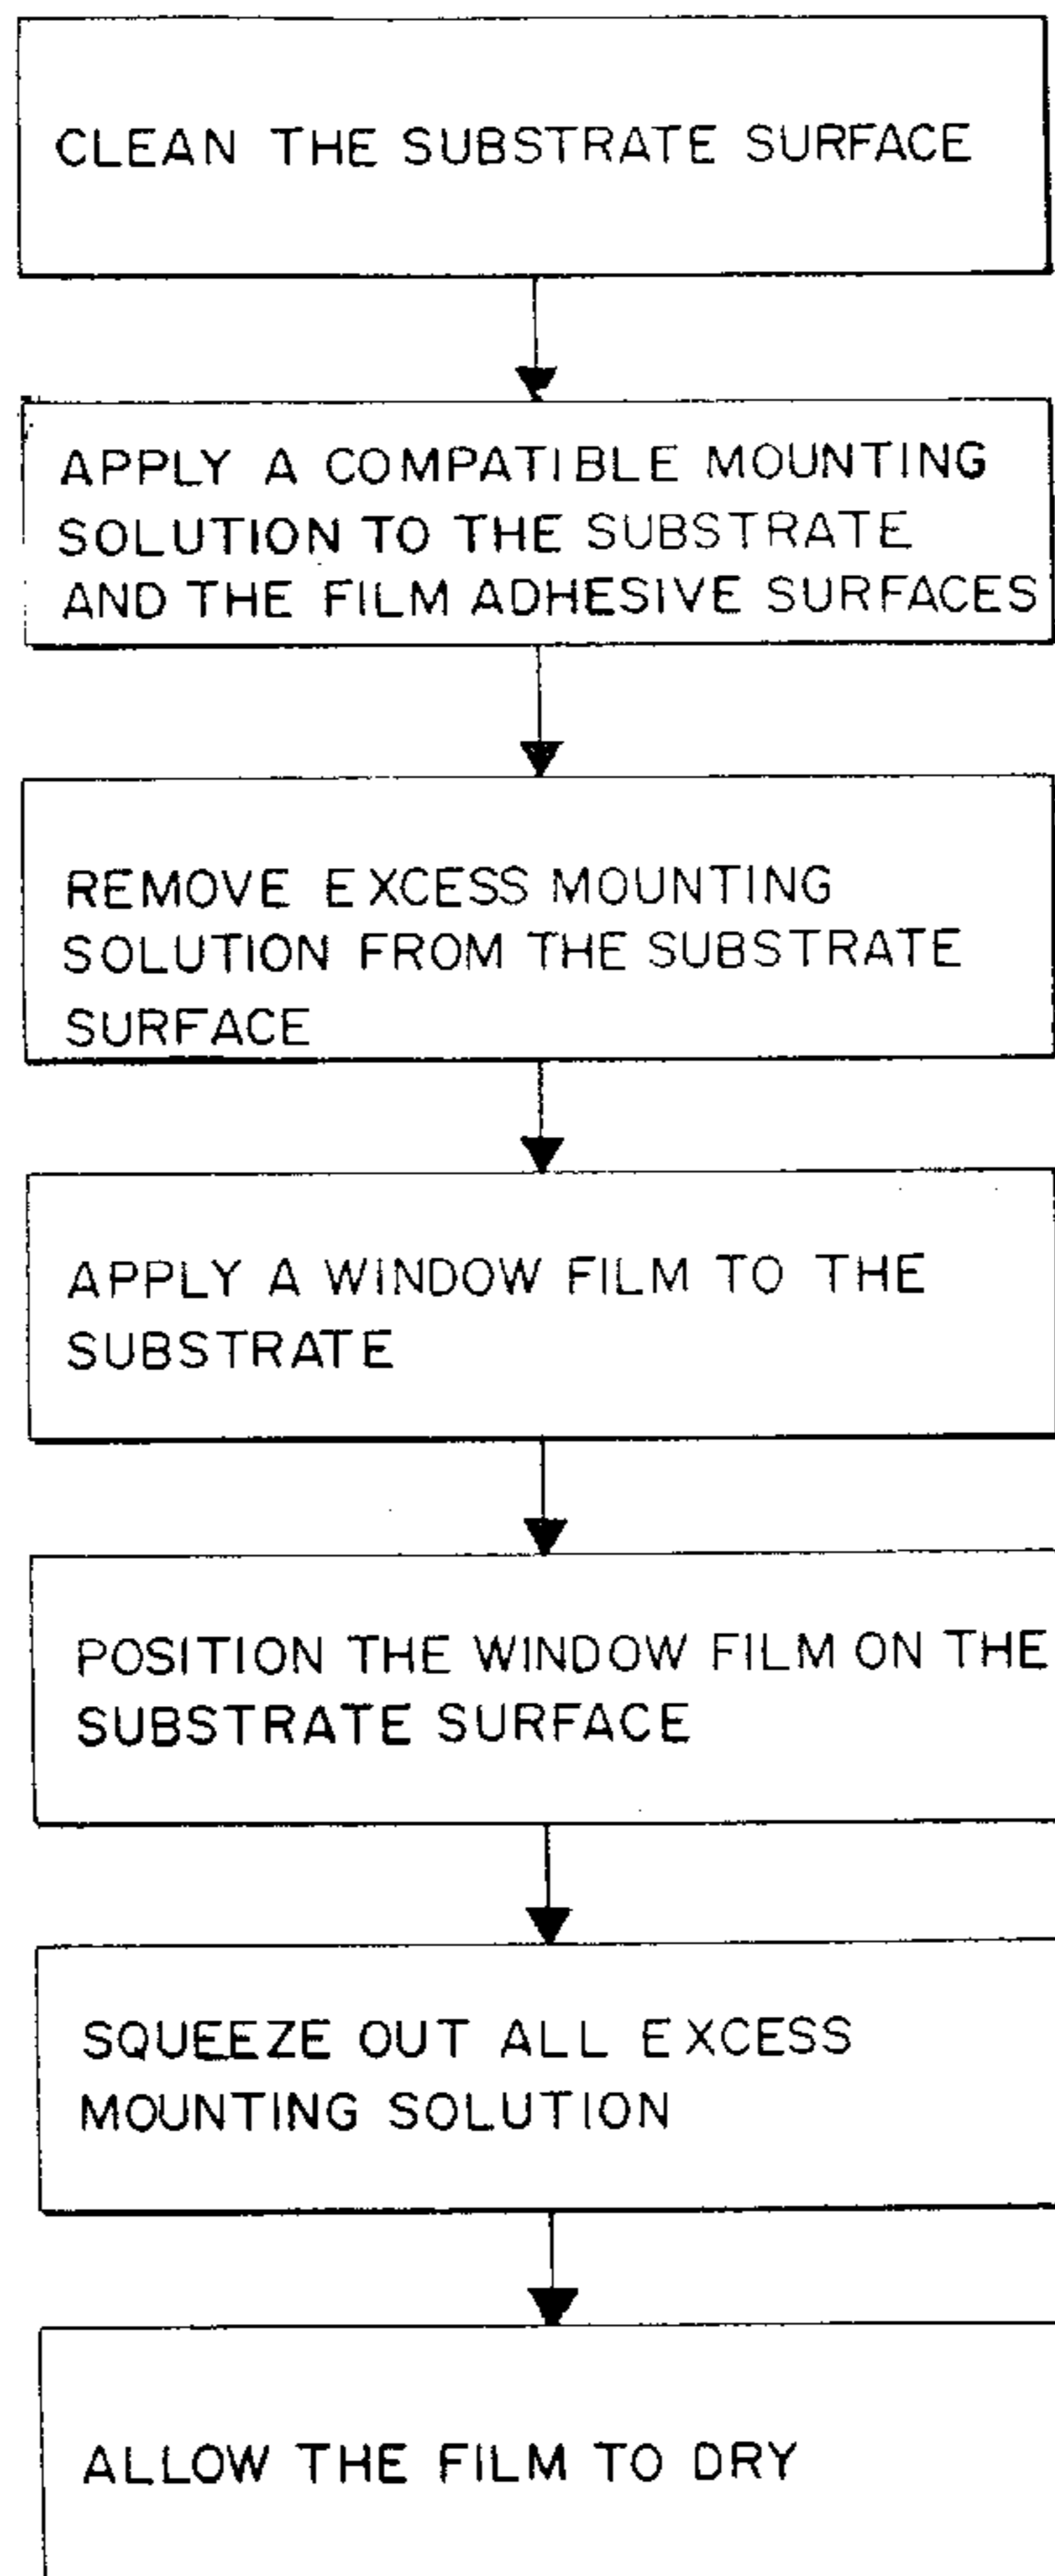 CLEAN THE SUBSTRATE SURFACE
APPLY A COMPATIBLE MOUNTING
SOLUTION TO THE SUBSTRATE
AND THE FILM ADHESIVE SURFACES
REMOVE EXCESS MOUNTING
SOLUTION FROM THE SUBSTRATE
SURFACE
APPLY A WINDOW FILM TO THE
SUBSTRATE
POSITION THE WINDOW FILM ON THE
SUBSTRATE SURFACE
SQUEEZE OUT ALL EXCESS
MOUNTING SOLUTION
ALLOW THE FILM TO DRY